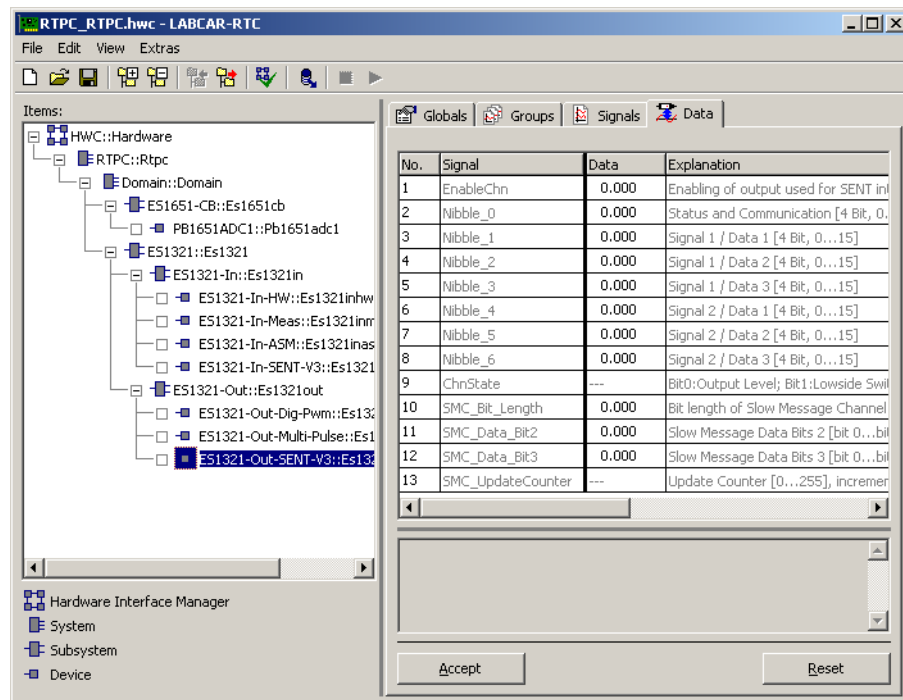 RTPC_RTPC.hwc - LABCAR-RTC
File Edit View Extras
Items:
HWC::Hardware
RTPC::Rtpc
Domain::Domain
ES1651-CB::Es1651cb
PB1651ADC1::Pb1651adc1
ES1321::Es1321
ES1321-In::Es1321in
ES1321-In-HW::Es1321inhw
ES1321-In-Meas::Es1321inm
ES1321-In-ASM::Es1321inas
ES1321-In-SENT-V3::Es1321
ES1321-Out::Es1321out
ES1321-Out-Dig-Pwm::Es132
ES1321-Out-Multi-Pulse::Es1
ES1321-Out-SENT-V3::Es132
Hardware Interface Manager
System
Subsystem
Device
Globals Groups Signals Data
No. Signal Data Explanation
1 EnableChn 0.000 Enabling of output used for SENT in
2 Nibble_0 0.000 Status and Communication [4 Bit, 0.
3 Nibble_1 0.000 Signal 1 / Data 1 [4 Bit, 0...15]
4 Nibble_2 0.000 Signal 1 / Data 2 [4 Bit, 0...15]
5 Nibble_3 0.000 Signal 1 / Data 3 [4 Bit, 0...15]
6 Nibble_4 0.000 Signal 2 / Data 1 [4 Bit, 0...15]
7 Nibble_5 0.000 Signal 2 / Data 2 [4 Bit, 0...15]
8 Nibble_6 0.000 Signal 2 / Data 3 [4 Bit, 0...15]
9 ChnState --- Bit0:Output Level; Bit1:Lowside Swi
10 SMC_Bit_Length 0.000 Bit length of Slow Message Channel
11 SMC_Data_Bit2 0.000 Slow Message Data Bits 2 [bit 0...bi
12 SMC_Data_Bit3 0.000 Slow Message Data Bits 3 [bit 0...bi
13 SMC_UpdateCounter --- Update Counter [0...255], incremen
Accept Reset